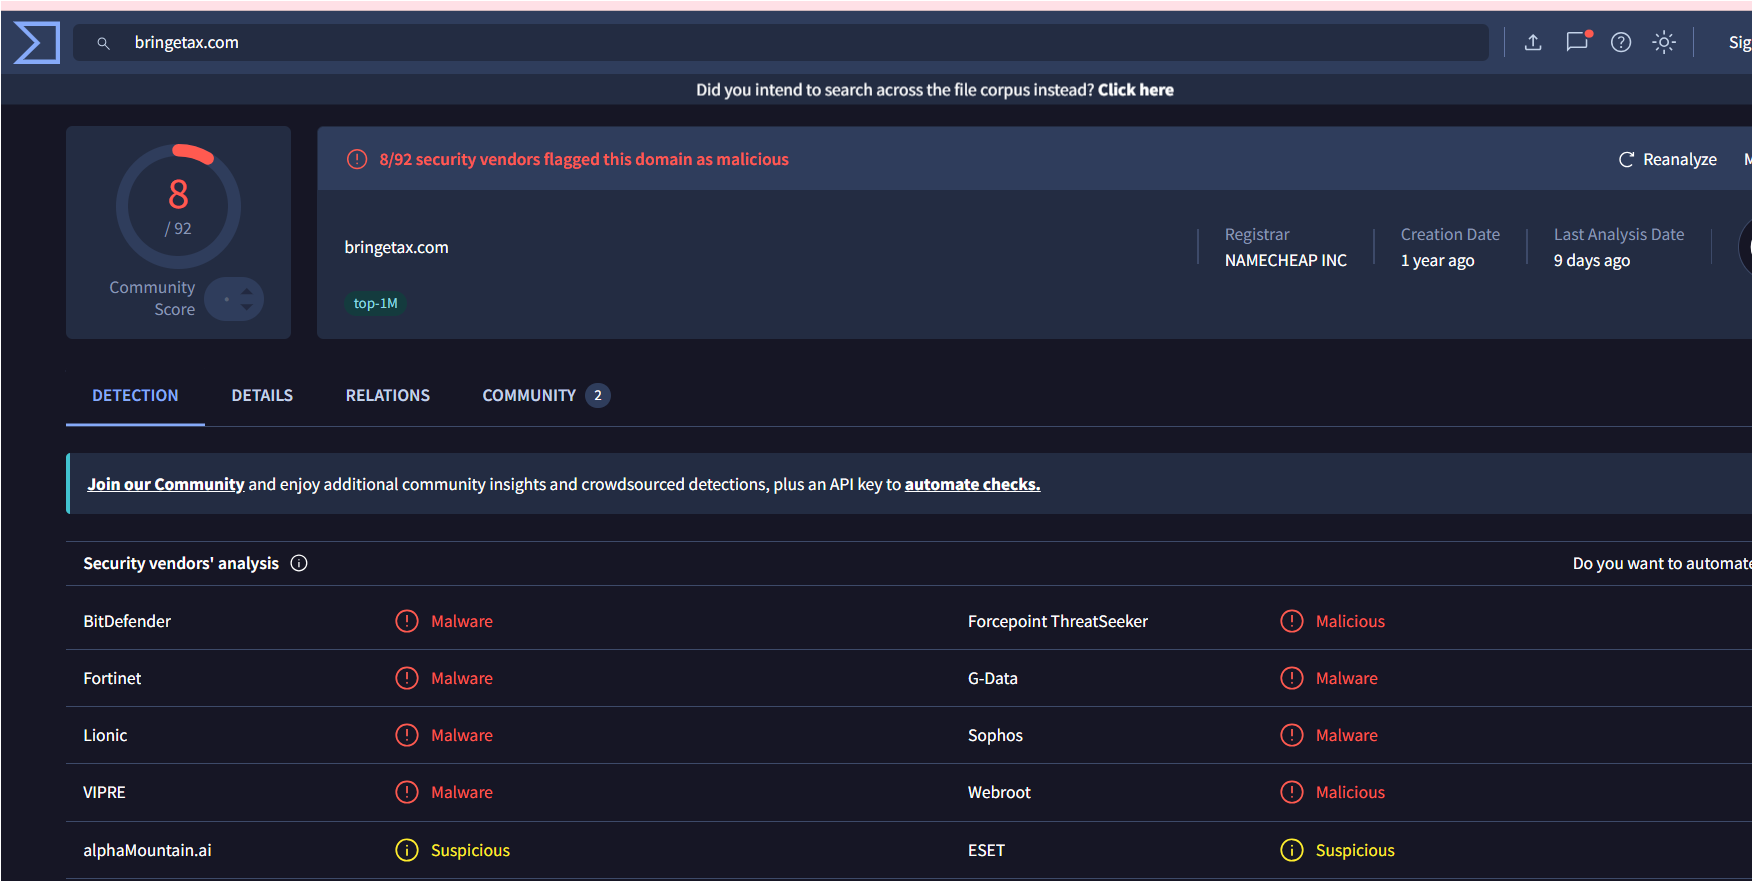 bringetax.com
Sig
Did you intend to search across the file corpus instead? Click here
8
/ 92
Community
Score
8/92 security vendors flagged this domain as malicious
Reanalyze
M
bringetax.com
top-1M
Registrar
NAMECHEAP INC
Creation Date
1 year ago
Last Analysis Date
9 days ago
DETECTION DETAILS RELATIONS COMMUNITY 2
Join our Community and enjoy additional community insights and crowdsourced detections, plus an API key to automate checks.
Security vendors' analysis Do you want to automate
BitDefender Malware Forcepoint ThreatSeeker Malicious
Fortinet Malware G-Data Malware
Lionic Malware Sophos Malware
VIPRE Malware Webroot Malicious
alphaMountain.ai Suspicious ESET Suspicious